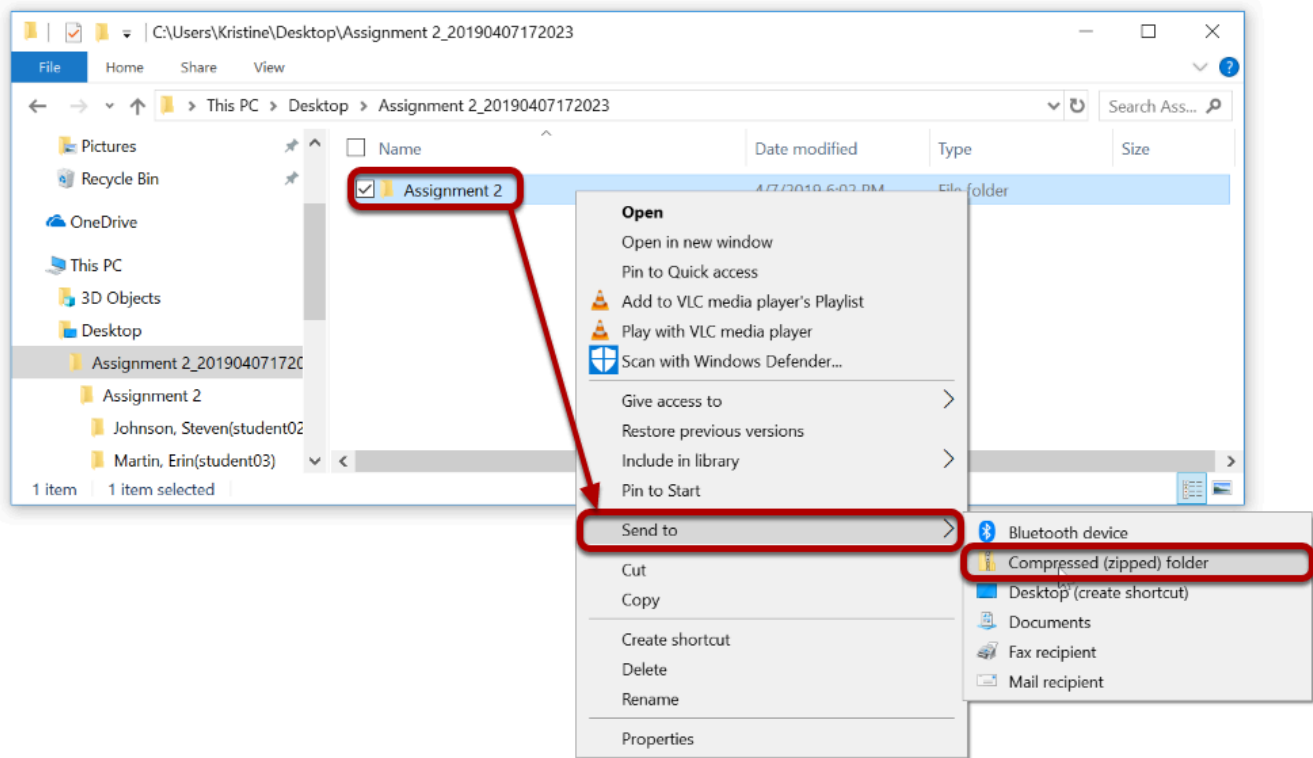 C:\Users\Kristine\Desktop\Assignment 2_20190407172023
File Home Share View
This PC > Desktop > Assignment 2_20190407172023
Search Ass...
Pictures
Recycle Bin
OneDrive
This PC
3D Objects
Desktop
Assignment 2_201904071720
Assignment 2
Johnson, Steven(student02
Martin, Erin(student03)
Name Date modified Type Size
Assignment 2 4/7/2019 6:02 PM File folder
1 item 1 item selected
Open
Open in new window
Pin to Quick access
Add to VLC media player's Playlist
Play with VLC media player
Scan with Windows Defender...
Give access to
Restore previous versions
Include in library
Pin to Start
Send to
Cut
Copy
Create shortcut
Delete
Rename
Properties
Bluetooth device
Compressed (zipped) folder
Desktop (create shortcut)
Documents
Fax recipient
Mail recipient